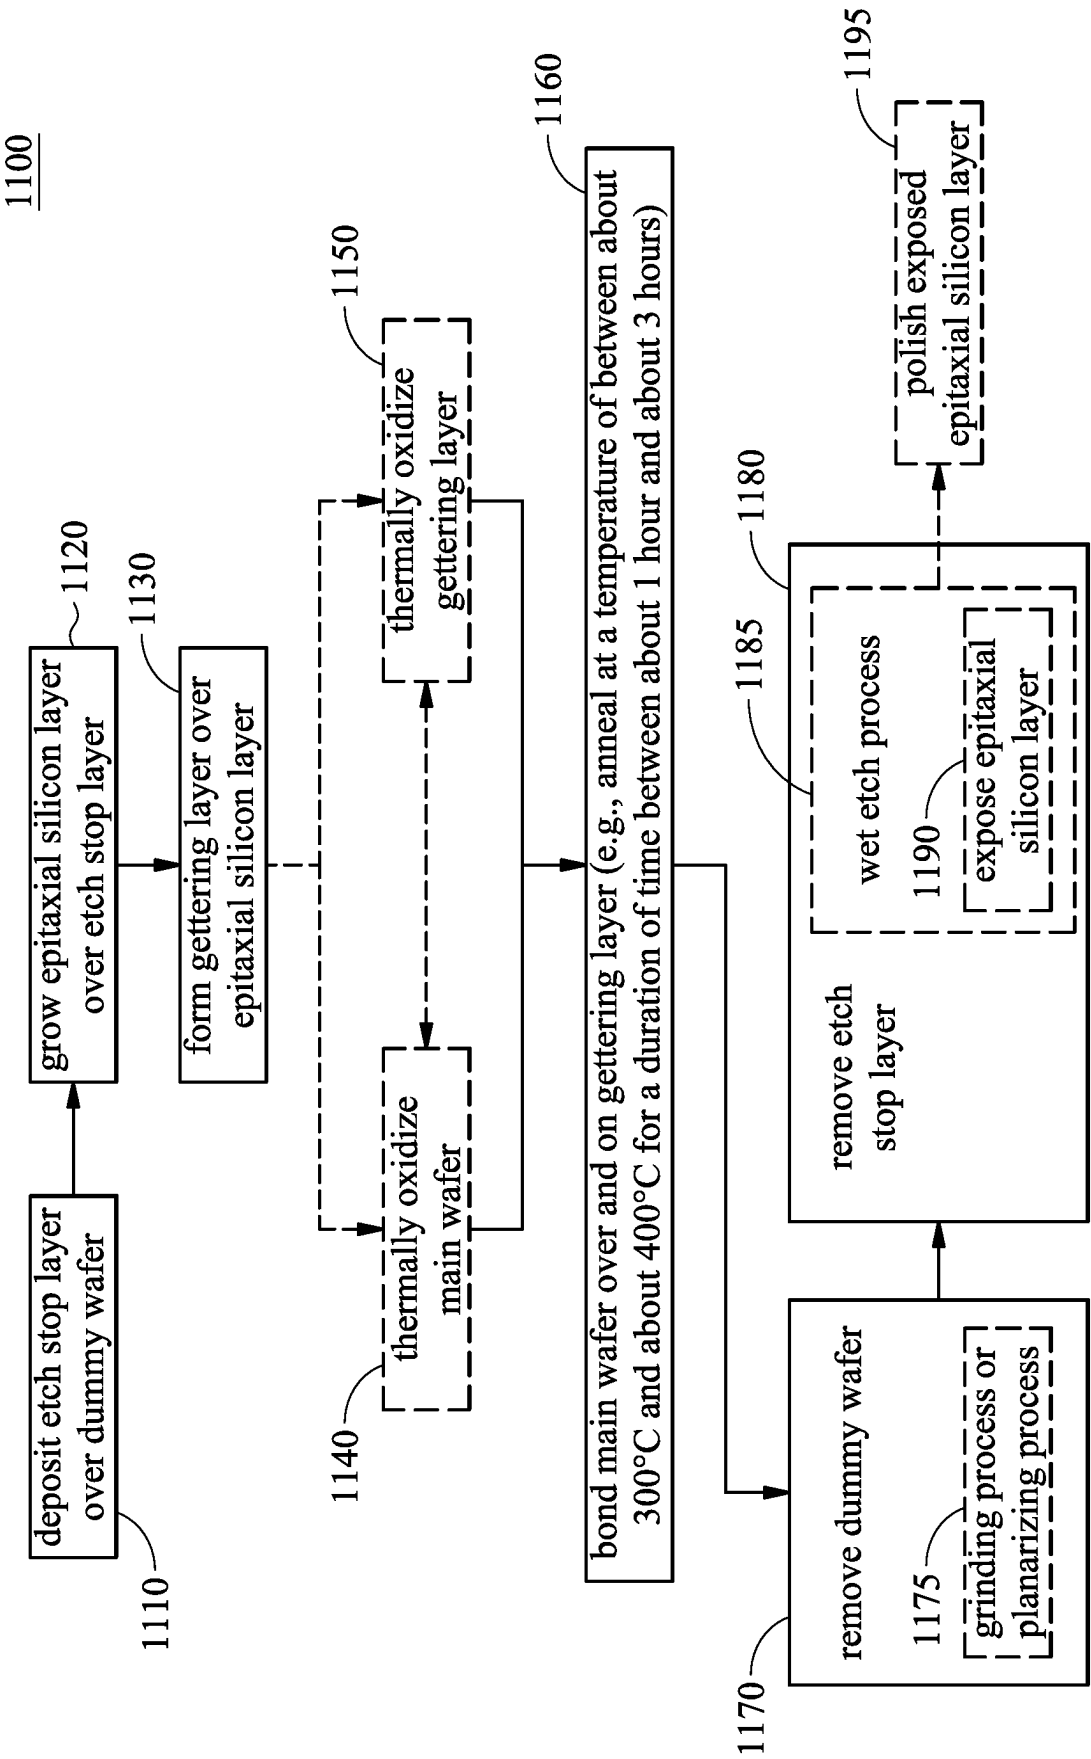 1100
deposit etch stop layer
over dummy wafer
1110
grow epitaxial silicon layer
over etch stop layer
1120
form gettering layer over
epitaxial silicon layer
1130
thermally oxidize
main wafer
1140
thermally oxidize
gettering layer
1150
bond main wafer over and on gettering layer (e.g., anneal at a temperature of between about
300°C and about 400°C for a duration of time between about 1 hour and about 3 hours)
1160
remove dummy wafer
1170
1175
grinding process or
planarizing process
remove etch
stop layer
1180
1185
wet etch process
1190
expose epitaxial
silicon layer
polish exposed
epitaxial silicon layer
1195